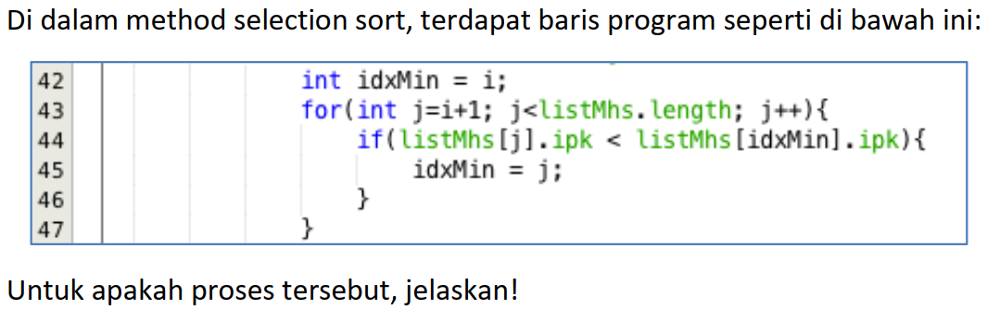 Di dalam method selection sort, terdapat baris program seperti di bawah ini:
42 int idxMin = i;
43 for(int j=i+1; j<listMhs.length; j++){
44 if(listMhs[j].ipk < listMhs[idxMin].ipk){
45 idxMin = j;
46 }
47 }
Untuk apakah proses tersebut, jelaskan!